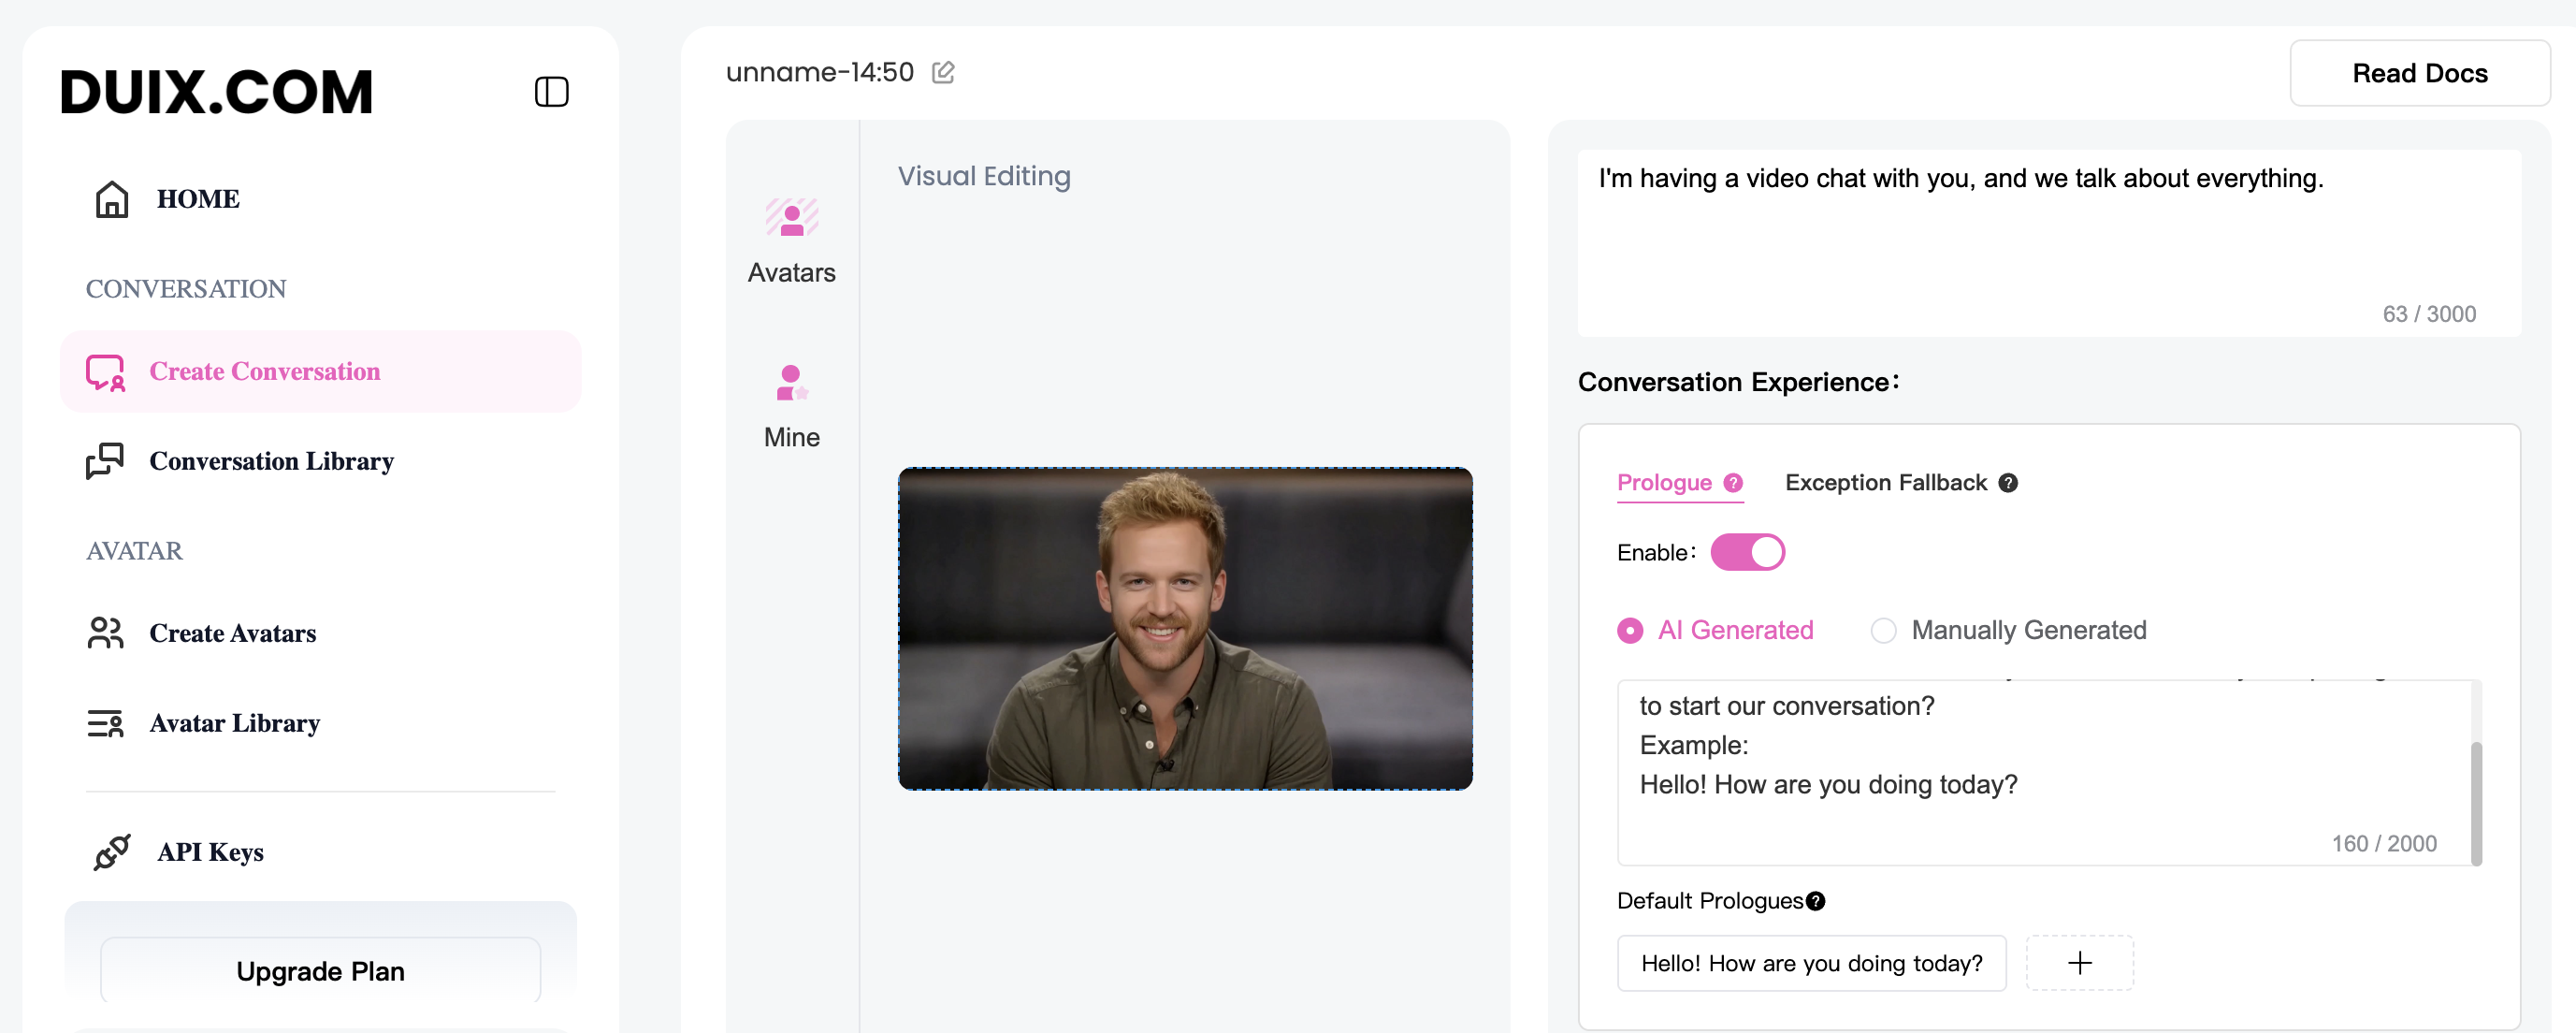 DUIX.COM
HOME
CONVERSATION
Create Conversation
Conversation Library
AVATAR
Create Avatars
Avatar Library
API Keys
Upgrade Plan
unname-14:50
Read Docs
Avatars
Mine
Visual Editing
I'm having a video chat with you, and we talk about everything.
63 / 3000
Conversation Experience：
Prologue ?
Exception Fallback ?
Enable：
AI Generated
Manually Generated
to start our conversation?
Example:
Hello! How are you doing today?
160 / 2000
Default Prologues ?
Hello! How are you doing today?
+